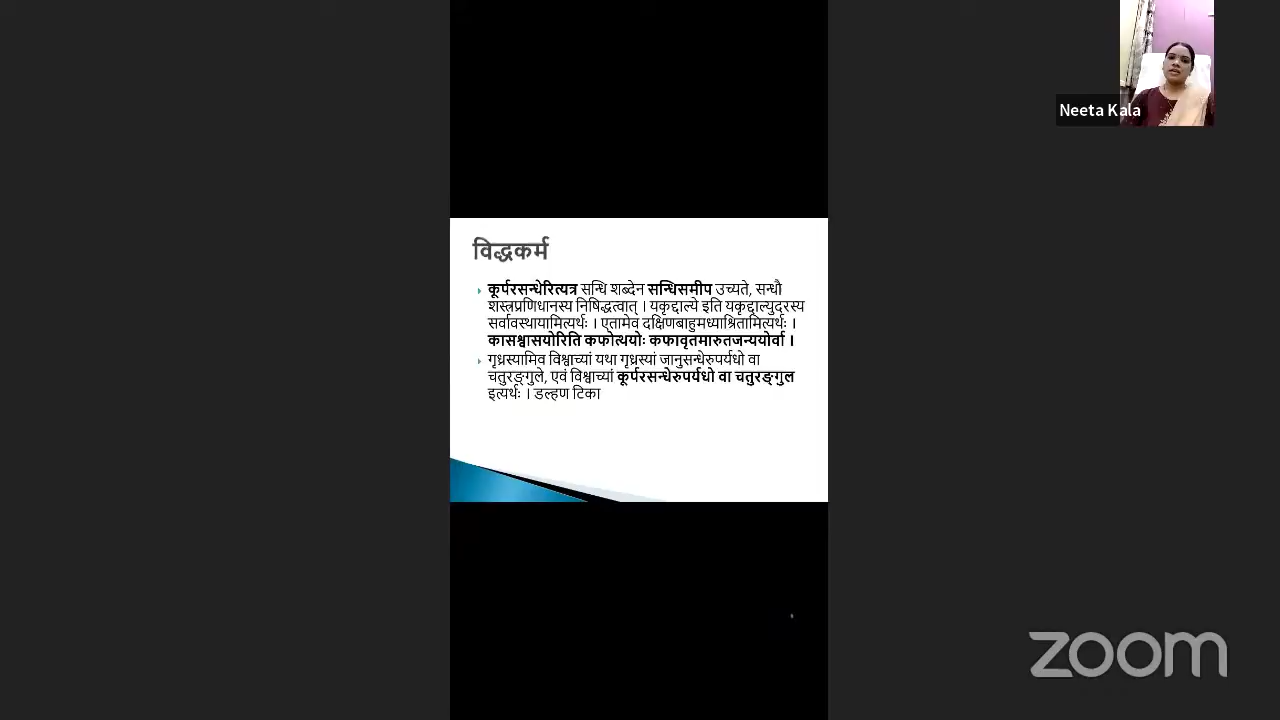 Neeta Kala
विद्धकर्म
कूर्परसन्धेरित्यत्र सन्धि शब्देन सन्धिसमीप उच्यते, सन्धौ
शस्त्रप्रणिधानस्य निषिद्धत्वात् । यकृद्दाल्ये इति यकृद्दाल्युदरस्य
सर्वावस्थायामित्यर्थः । एतामेव दक्षिणबाहुमध्याश्रितामित्यर्थः ।
कासश्वासयोरिति कफोत्थयोः कफावृतमारुतजन्ययोर्वा ।
गृध्रस्यामिव विश्वाच्यां यथा गृध्रस्यां जानुसन्धेरुपर्यधो वा
चतुरङ्गुले, एवं विश्वाच्यां कूर्परसन्धेरुपर्यधो वा चतुरङ्गुल
इत्यर्थः । डल्हण टिका
zoom